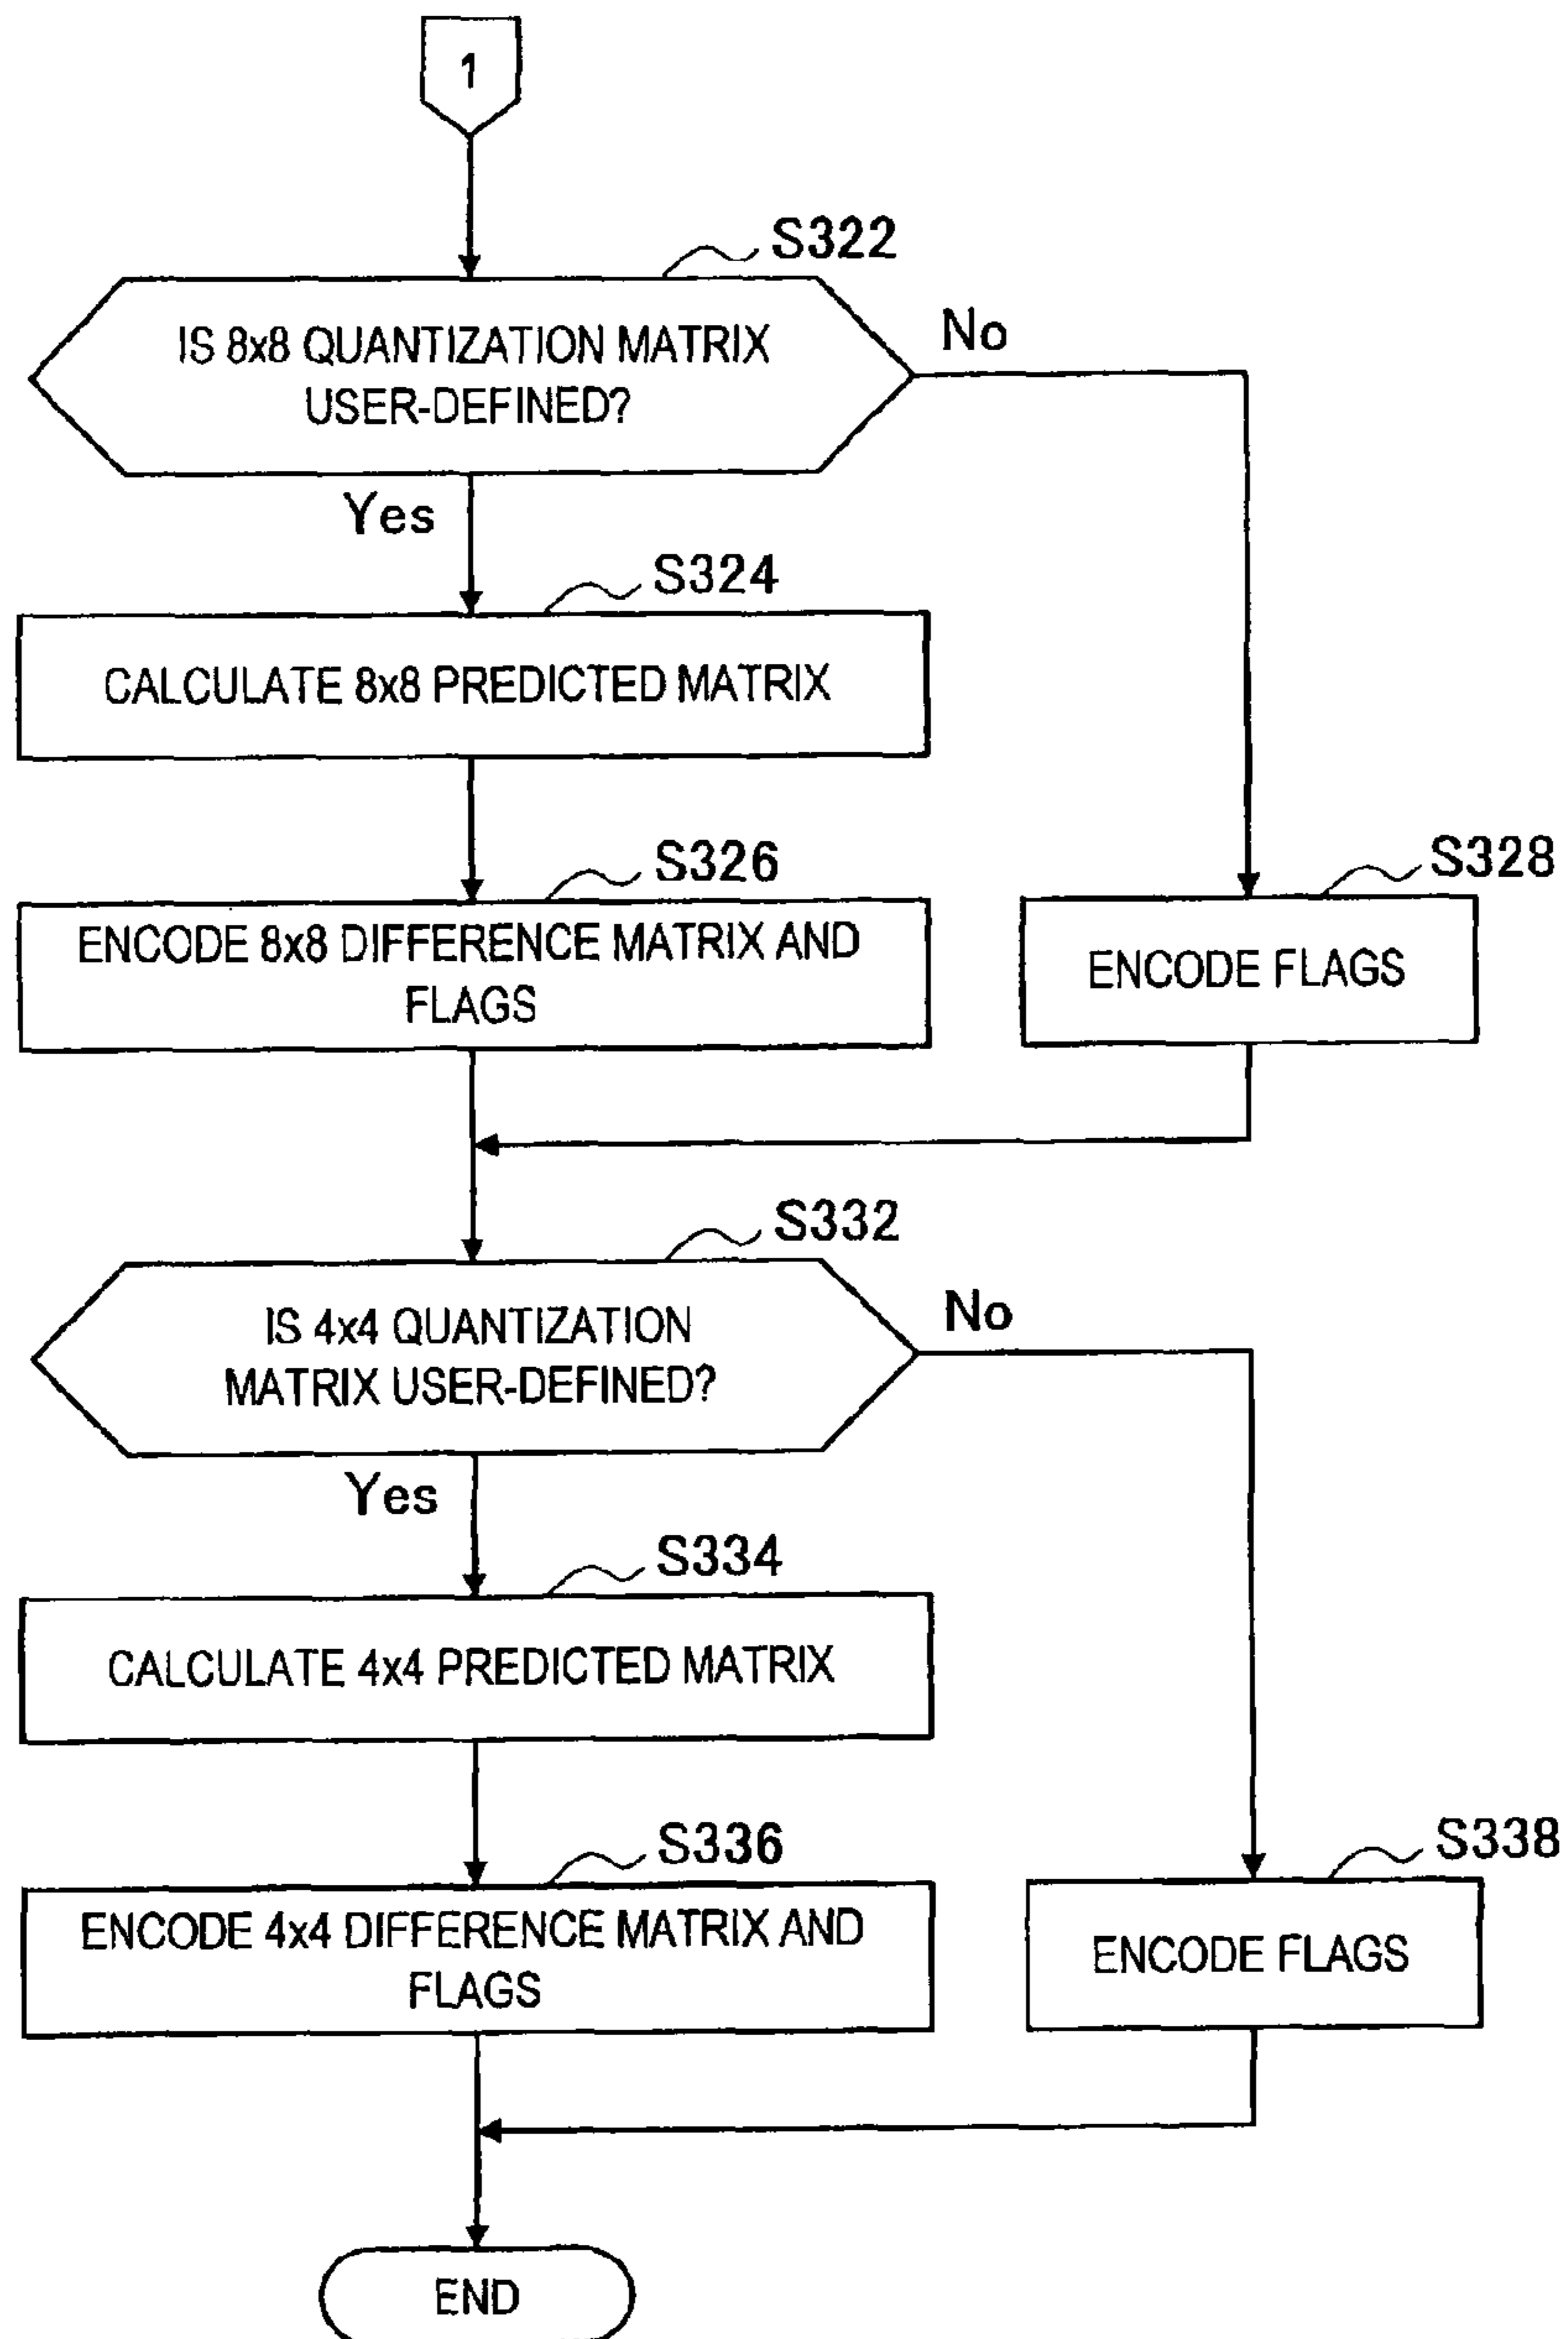 1
S322
IS 8x8 QUANTIZATION MATRIX
USER-DEFINED?
No
Yes
S324
CALCULATE 8x8 PREDICTED MATRIX
S326
ENCODE 8x8 DIFFERENCE MATRIX AND
FLAGS
S328
ENCODE FLAGS
S332
IS 4x4 QUANTIZATION
MATRIX USER-DEFINED?
No
Yes
S334
CALCULATE 4x4 PREDICTED MATRIX
S336
ENCODE 4x4 DIFFERENCE MATRIX AND
FLAGS
S338
ENCODE FLAGS
END